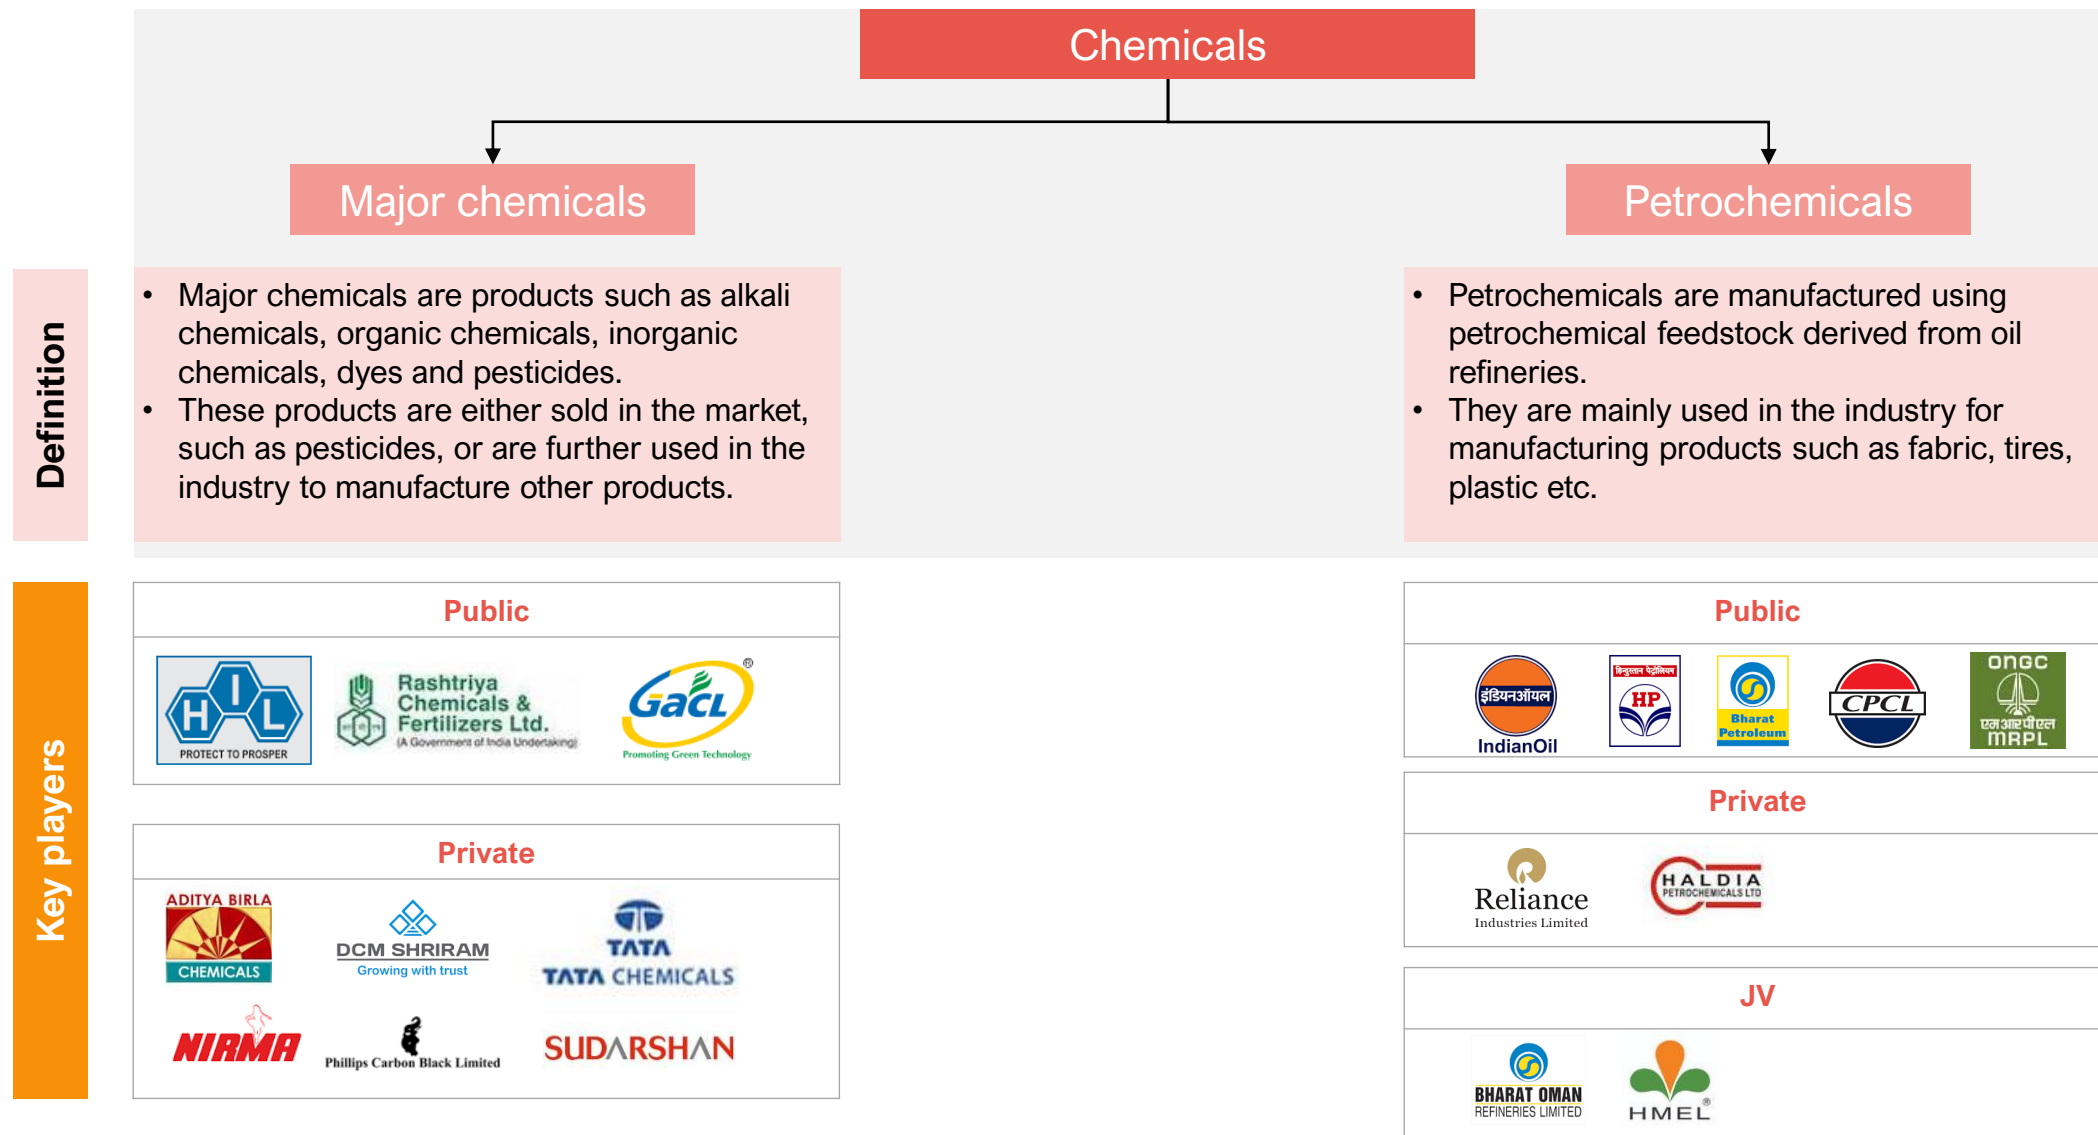 Chemicals
Major chemicals
Petrochemicals
Definition
• Major chemicals are products such as alkali
chemicals, organic chemicals, inorganic
chemicals, dyes and pesticides.
• These products are either sold in the market,
such as pesticides, or are further used in the
industry to manufacture other products.
• Petrochemicals are manufactured using
petrochemical feedstock derived from oil
refineries.
• They are mainly used in the industry for
manufacturing products such as fabric, tires,
plastic etc.
Key players
Public
HIL
PROTECT TO PROSPER
Rashtriya
Chemicals &
Fertilizers Ltd.
(A Government of India Undertaking)
GACL ®
Promoting Green Technology
Private
ADITYA BIRLA
CHEMICALS
DCM SHRIRAM
Growing with trust
TATA
TATA CHEMICALS
NIRMA
Phillips Carbon Black Limited
SUDARSHAN
Public
इंडियनऑयल
IndianOil
हिन्दुस्तान पेट्रोलियम
HP
Bharat
Petroleum
CPCL
ONGC
एमआरपीएल
MRPL
Private
Reliance
Industries Limited
HALDIA
PETROCHEMICALS LTD
JV
BHARAT OMAN
REFINERIES LIMITED
HMEL ®